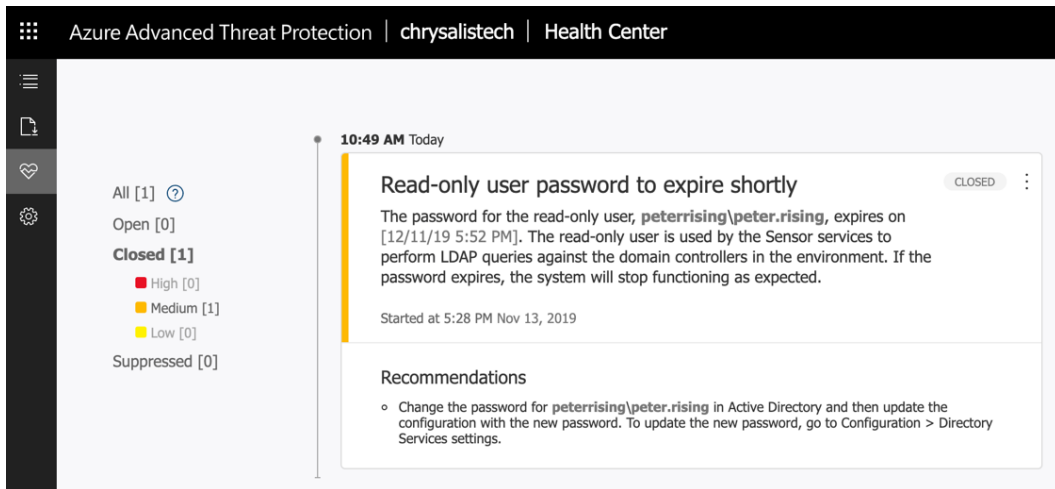 Azure Advanced Threat Protection | chrysalistech | Health Center
10:49 AM Today
All [1] ?
Open [0]
Closed [1]
High [0]
Medium [1]
Low [0]
Suppressed [0]
Read-only user password to expire shortly
CLOSED
The password for the read-only user, peterrising\peter.rising, expires on
[12/11/19 5:52 PM]. The read-only user is used by the Sensor services to
perform LDAP queries against the domain controllers in the environment. If the
password expires, the system will stop functioning as expected.
Started at 5:28 PM Nov 13, 2019
Recommendations
Change the password for peterrising\peter.rising in Active Directory and then update the
configuration with the new password. To update the new password, go to Configuration > Directory
Services settings.